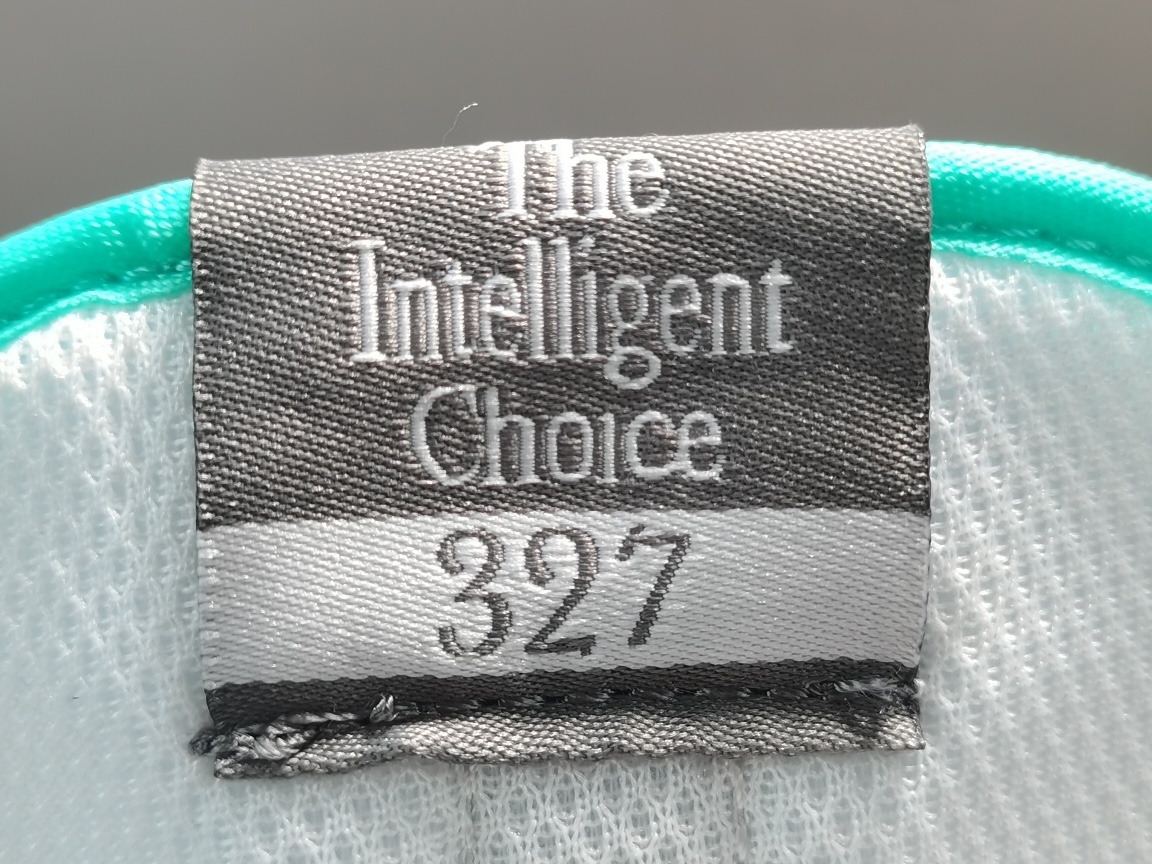 The
Intelligent
Choice
327